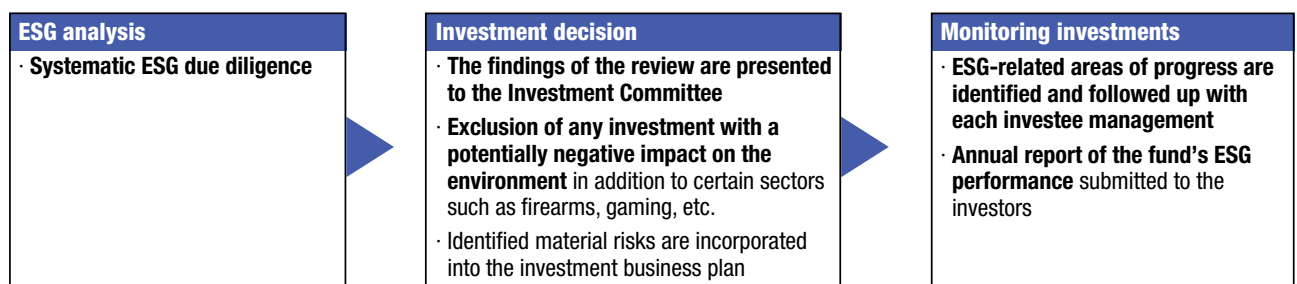 ESG analysis
· Systematic ESG due diligence
Investment decision
· The findings of the review are presented
to the Investment Committee
· Exclusion of any investment with a
potentially negative impact on the
environment in addition to certain sectors
such as firearms, gaming, etc.
· Identified material risks are incorporated
into the investment business plan
Monitoring investments
· ESG-related areas of progress are
identified and followed up with
each investee management
· Annual report of the fund’s ESG
performance submitted to the
investors